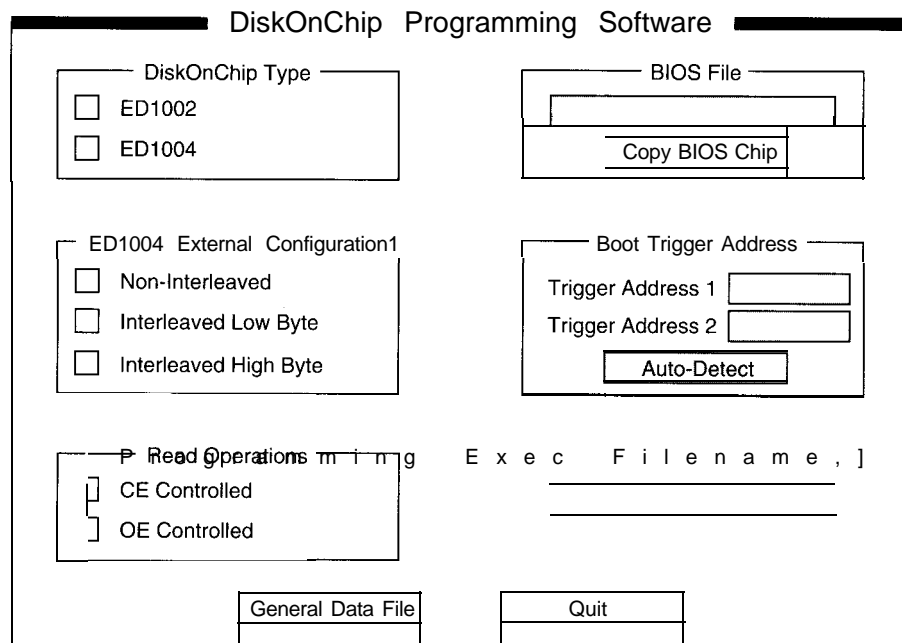 DiskOnChip Programming Software
DiskOnChip Type
ED1002
ED1004
BIOS File
Copy BIOS Chip
ED1004 External Configuration1
Non-Interleaved
Interleaved Low Byte
Interleaved High Byte
Boot Trigger Address
Trigger Address 1
Trigger Address 2
Auto-Detect
Read Operations
CE Controlled
OE Controlled
Programming Exec Filename,]
General Data File
Quit